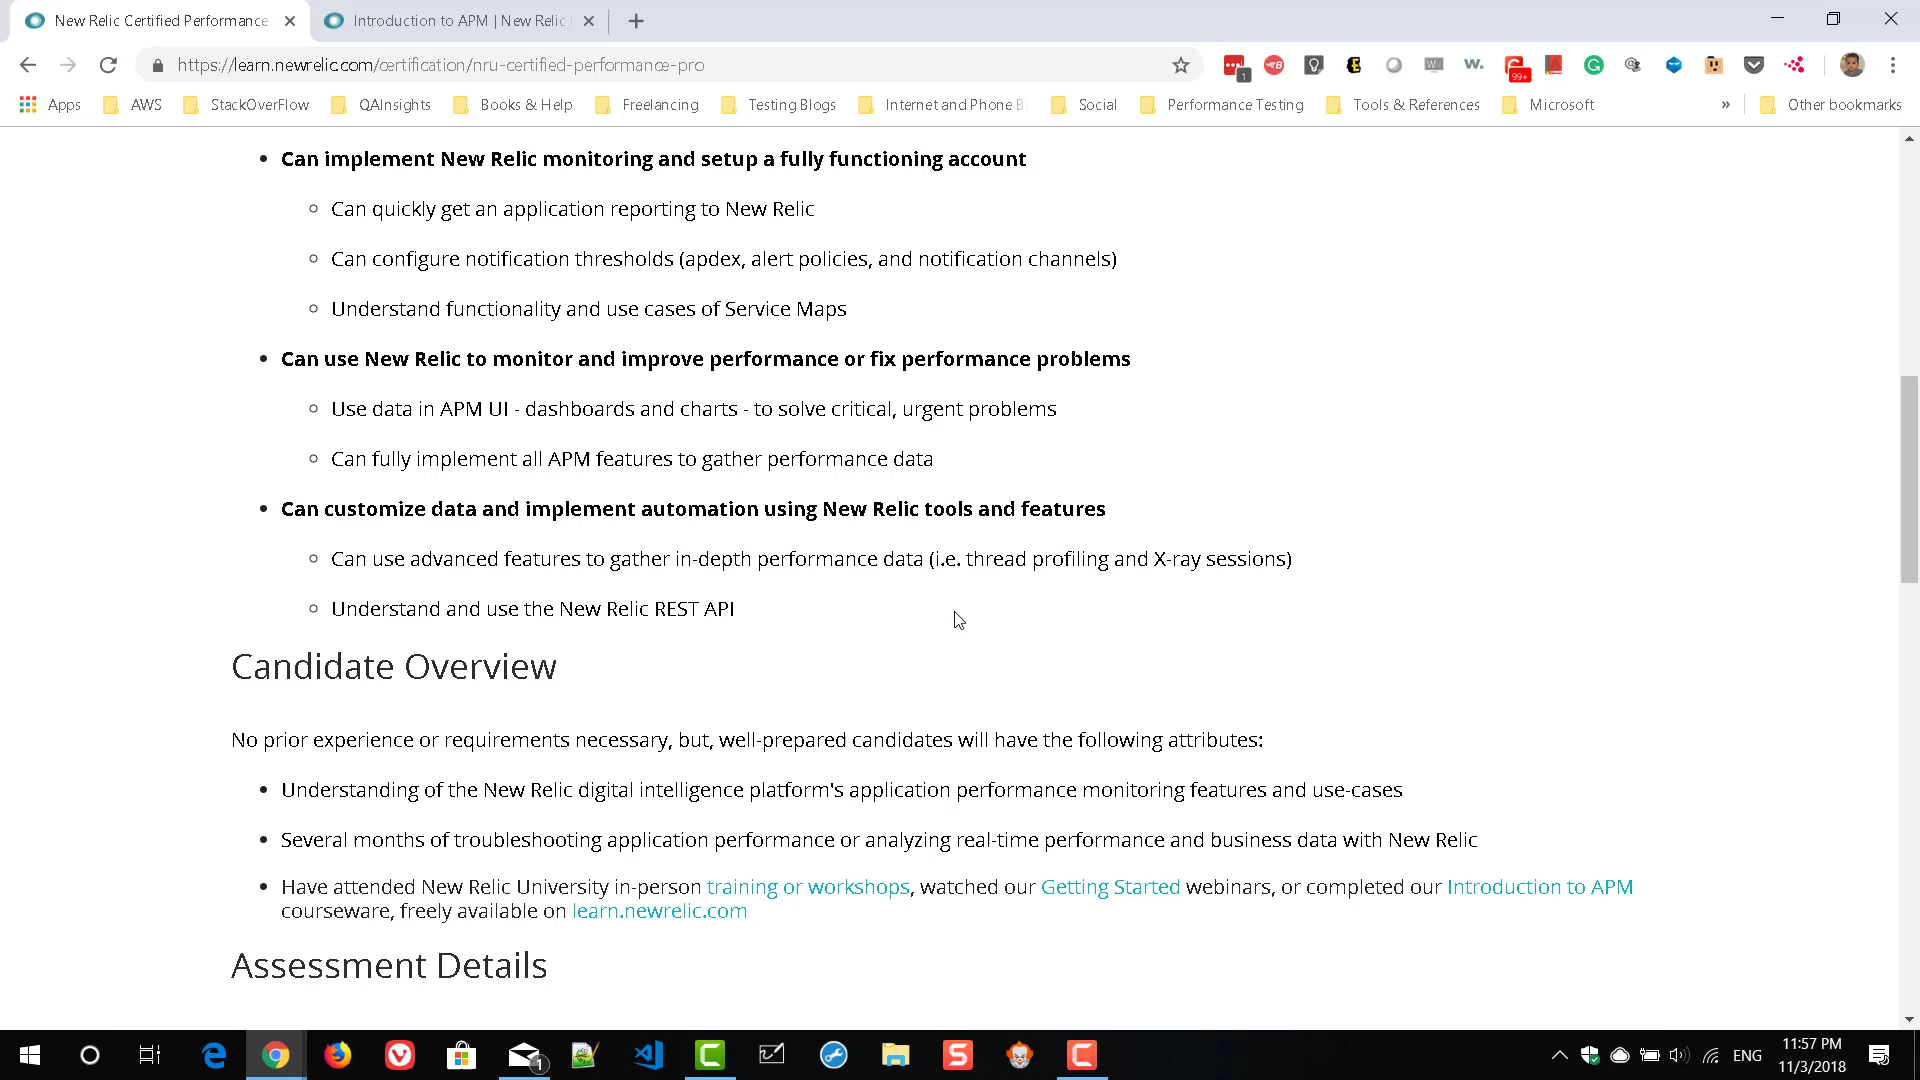 New Relic Certified Performance
Introduction to APM | New Relic
https://learn.newrelic.com/certification/nru-certified-performance-pro
1
99+
Apps
AWS
StackOverFlow
QAInsights
Books & Help
Freelancing
Testing Blogs
Internet and Phone B
Social
Performance Testing
Tools & References
Microsoft
»
Other bookmarks
Can implement New Relic monitoring and setup a fully functioning account
Can quickly get an application reporting to New Relic
Can configure notification thresholds (apdex, alert policies, and notification channels)
Understand functionality and use cases of Service Maps
Can use New Relic to monitor and improve performance or fix performance problems
Use data in APM UI - dashboards and charts - to solve critical, urgent problems
Can fully implement all APM features to gather performance data
Can customize data and implement automation using New Relic tools and features
Can use advanced features to gather in-depth performance data (i.e. thread profiling and X-ray sessions)
Understand and use the New Relic REST API
Candidate Overview
No prior experience or requirements necessary, but, well-prepared candidates will have the following attributes:
Understanding of the New Relic digital intelligence platform's application performance monitoring features and use-cases
Several months of troubleshooting application performance or analyzing real-time performance and business data with New Relic
Have attended New Relic University in-person training or workshops, watched our Getting Started webinars, or completed our Introduction to APM
courseware, freely available on learn.newrelic.com
Assessment Details
1
ENG
11:57 PM
11/3/2018